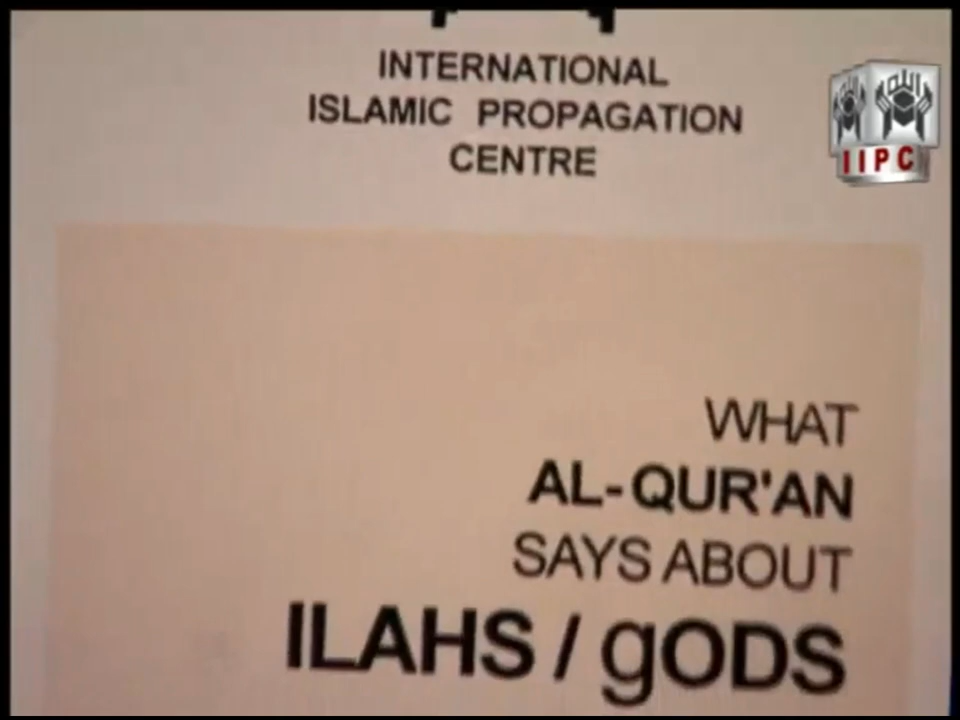 INTERNATIONAL
ISLAMIC PROPAGATION
CENTRE
IIPC
WHAT
AL-QUR'AN
SAYS ABOUT
ILAHS / gODS